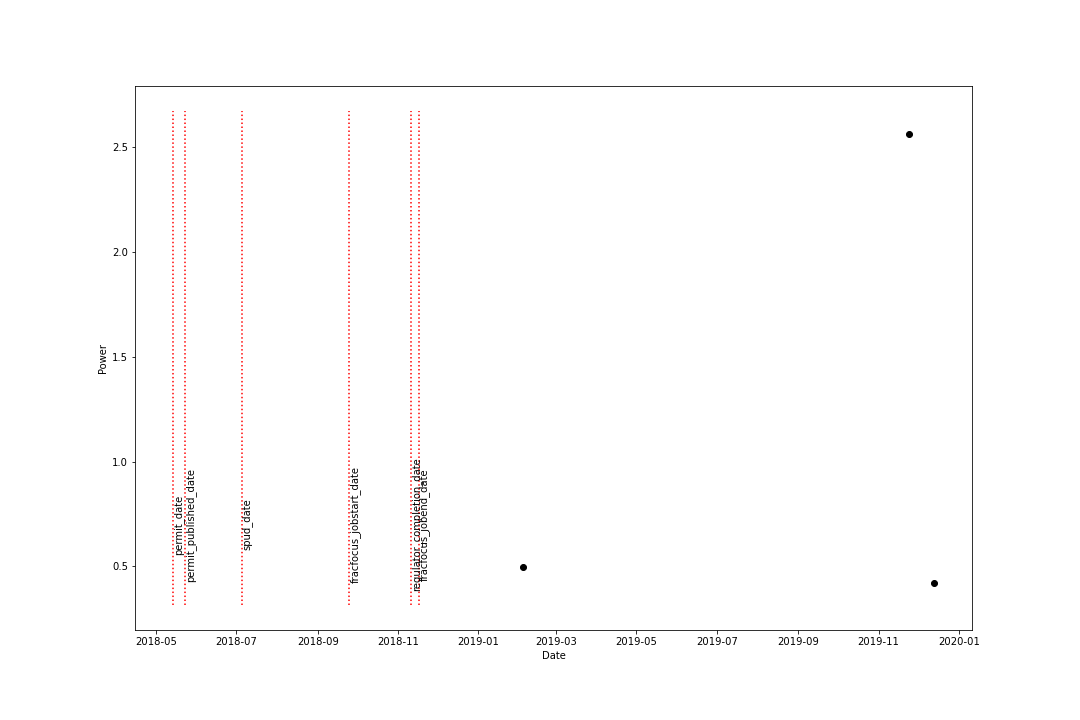 2.5
2.0
1.5
1.0
0.5
Power
permit_date
permit_published_date
spud_date
fracfocus_jobstart_date
regulator_completion_date
fracfocus_jobend_date
2018-05 2018-07 2018-09 2018-11 2019-01 2019-03 2019-05 2019-07 2019-09 2019-11 2020-01
Date